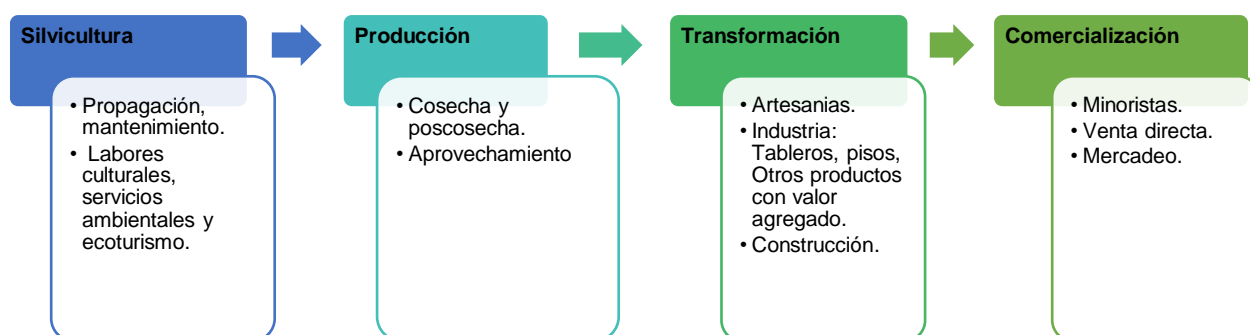 Silvicultura
• Propagación,
mantenimiento.
• Labores
culturales,
servicios
ambientales y
ecoturismo.
Producción
• Cosecha y
poscosecha.
• Aprovechamiento
Transformación
• Artesanias.
• Industria:
Tableros, pisos,
Otros productos
con valor
agregado.
• Construcción.
Comercialización
• Minoristas.
• Venta directa.
• Mercadeo.